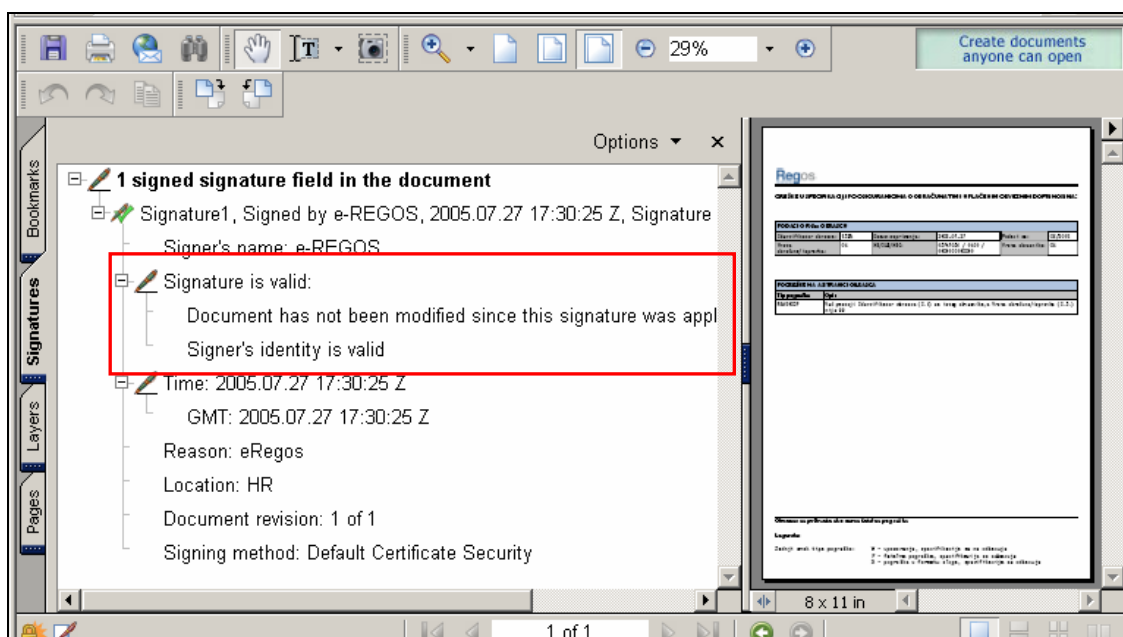 29%
Create documents
anyone can open
Options
Bookmarks
Signatures
Layers
Pages
1 signed signature field in the document
Signature1, Signed by e-REGOS, 2005.07.27 17:30:25 Z, Signature
Signer's name: e-REGOS
Signature is valid:
Document has not been modified since this signature was appl
Signer's identity is valid
Time: 2005.07.27 17:30:25 Z
GMT: 2005.07.27 17:30:25 Z
Reason: eRegos
Location: HR
Document revision: 1 of 1
Signing method: Default Certificate Security
Regos
Legenda:
8 x 11 in
1 of 1